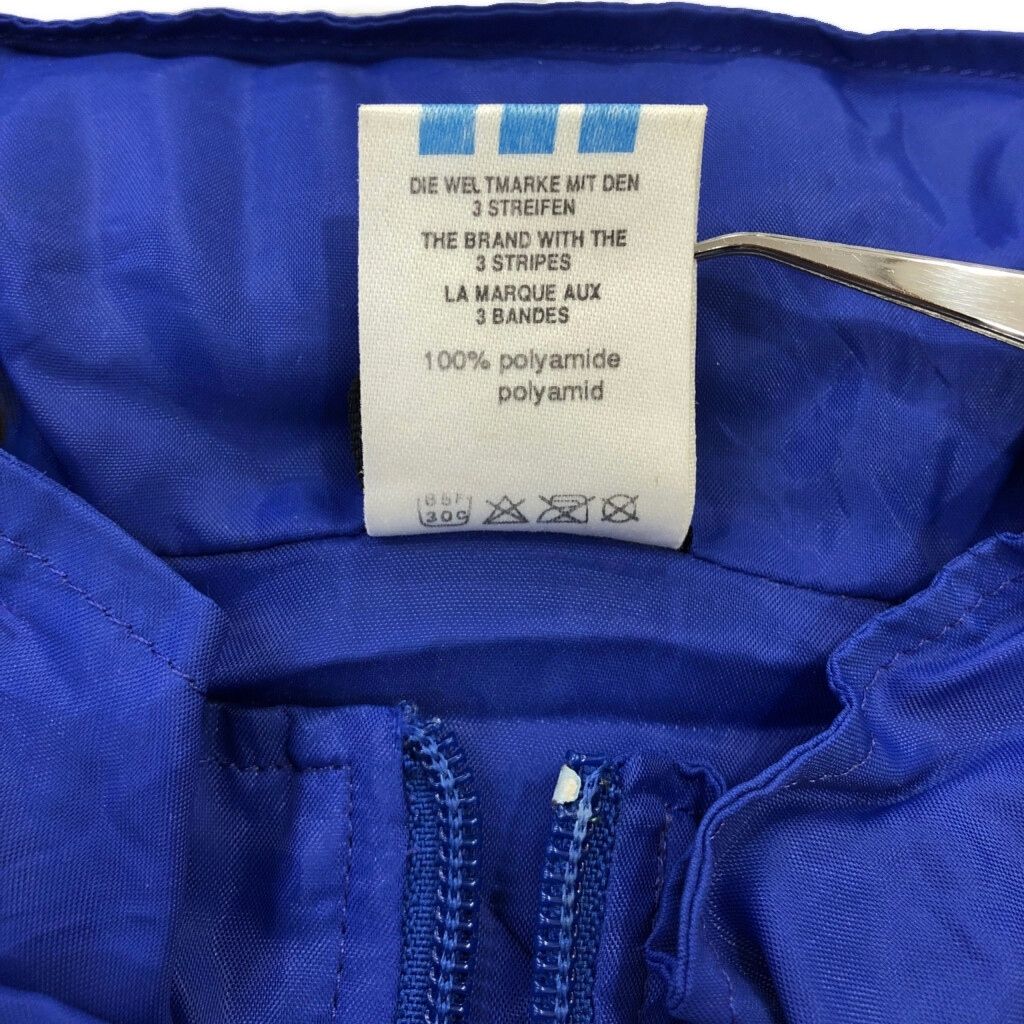 DIE WELTMARKE MIT DEN
3 STREIFEN
THE BRAND WITH THE
3 STRIPES
LA MARQUE AUX
3 BANDES
100% polyamide
polyamid
30C